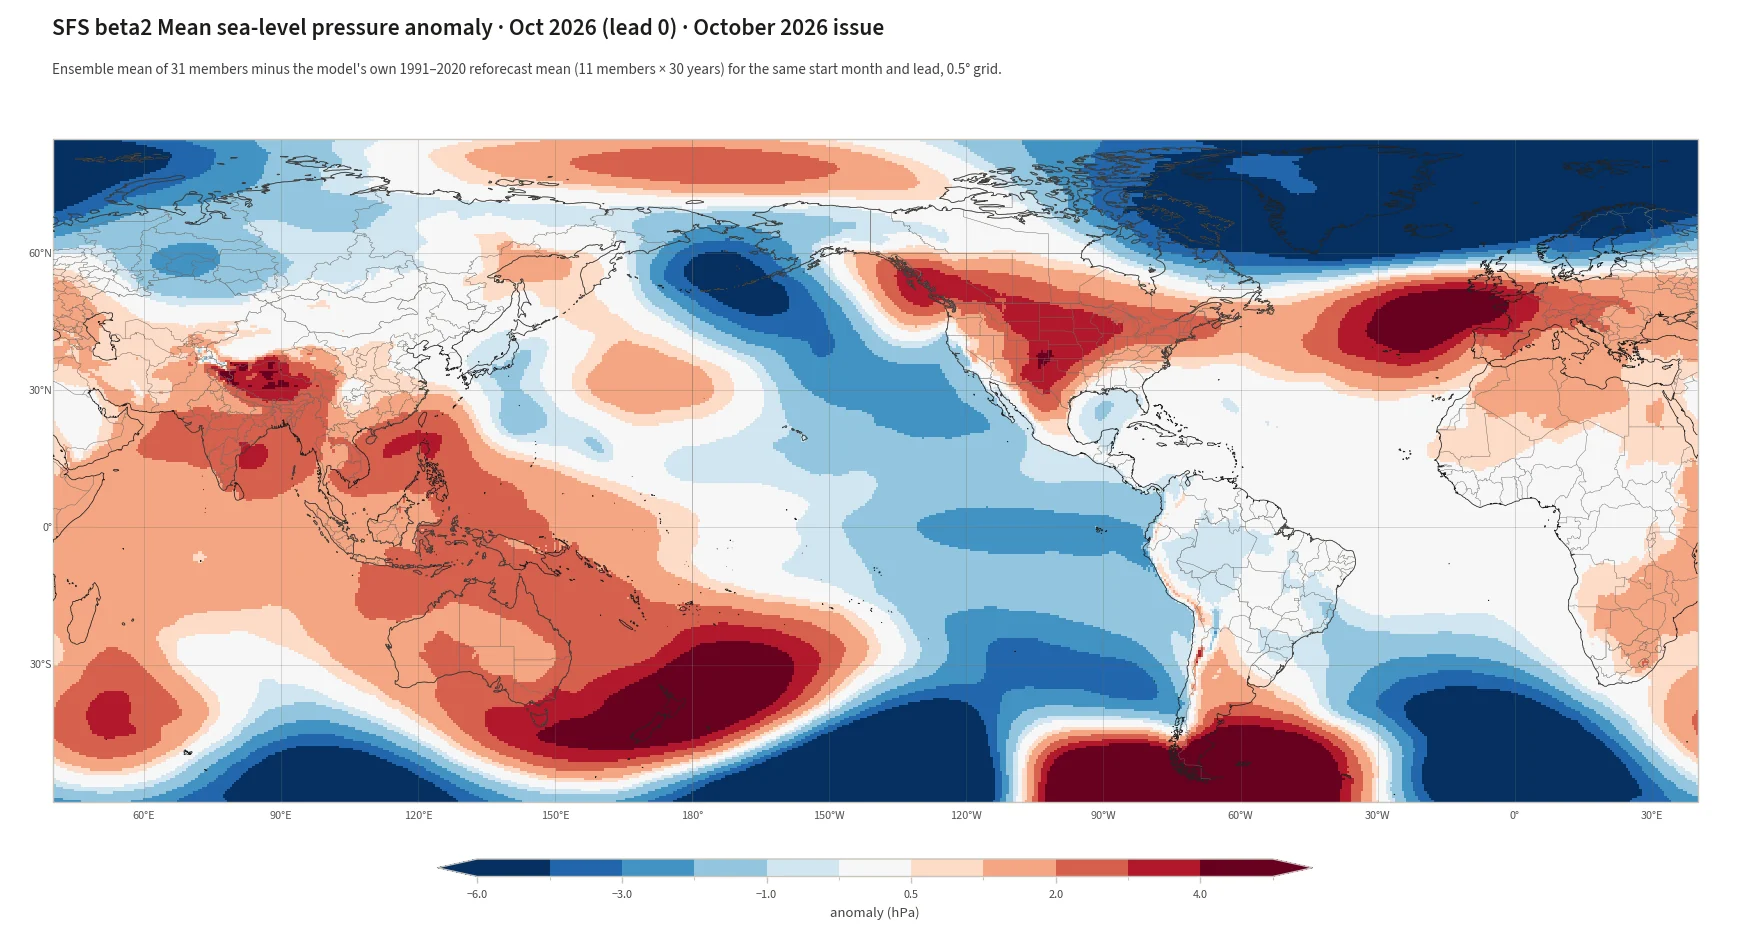 SFS beta2 Mean sea-level pressure anomaly · Oct 2026 (lead 0) · October 2026 issue
Ensemble mean of 31 members minus the model's own 1991–2020 reforecast mean (11 members × 30 years) for the same start month and lead, 0.5° grid.
60°N
30°N
0°
30°S
60°E
90°E
120°E
150°E
180°
150°W
120°W
90°W
60°W
30°W
0°
30°E
−6.0
−3.0
−1.0
0.5
2.0
4.0
anomaly (hPa)